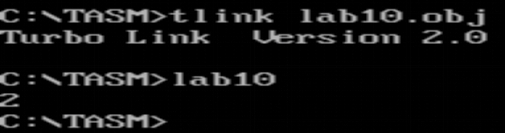 C:\TASM>tlink lab10.obj
Turbo Link  Version 2.0
C:\TASM>lab10
2
C:\TASM>